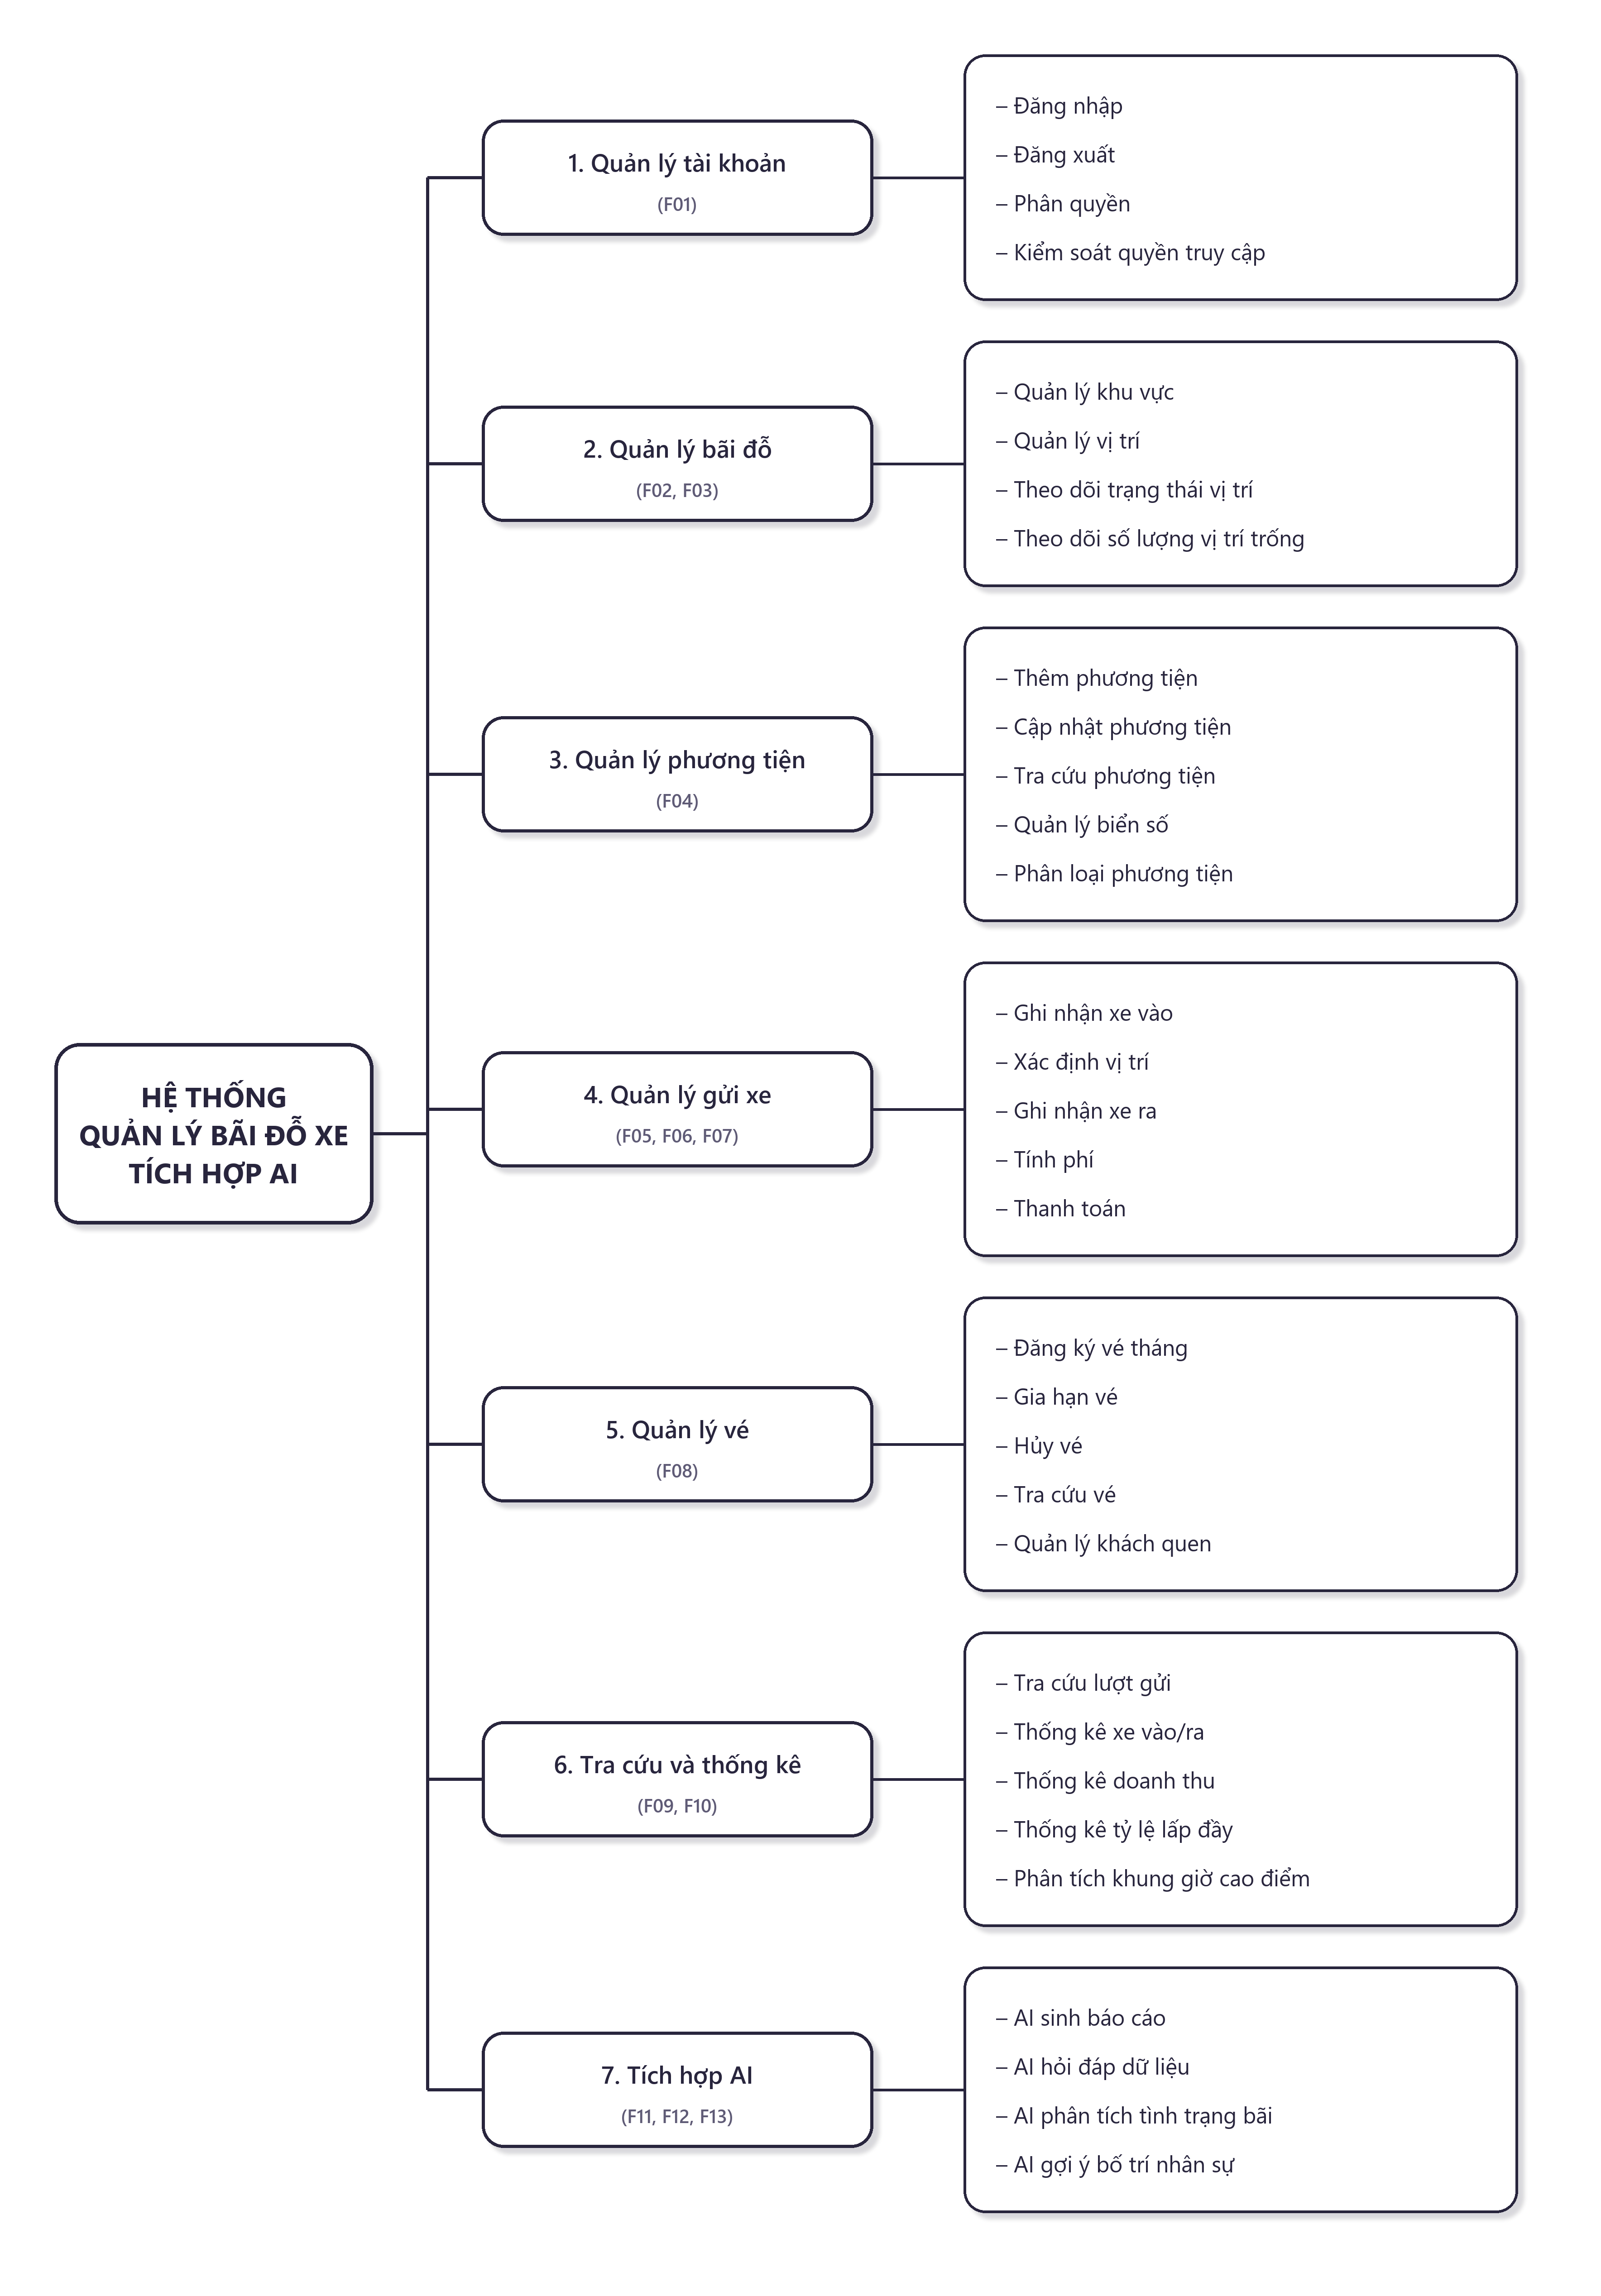 HỆ THỐNG
QUẢN LÝ BÃI ĐỖ XE
TÍCH HỢP AI
1. Quản lý tài khoản
(F01)
– Đăng nhập
– Đăng xuất
– Phân quyền
– Kiểm soát quyền truy cập
2. Quản lý bãi đỗ
(F02, F03)
– Quản lý khu vực
– Quản lý vị trí
– Theo dõi trạng thái vị trí
– Theo dõi số lượng vị trí trống
3. Quản lý phương tiện
(F04)
– Thêm phương tiện
– Cập nhật phương tiện
– Tra cứu phương tiện
– Quản lý biển số
– Phân loại phương tiện
4. Quản lý gửi xe
(F05, F06, F07)
– Ghi nhận xe vào
– Xác định vị trí
– Ghi nhận xe ra
– Tính phí
– Thanh toán
5. Quản lý vé
(F08)
– Đăng ký vé tháng
– Gia hạn vé
– Hủy vé
– Tra cứu vé
– Quản lý khách quen
6. Tra cứu và thống kê
(F09, F10)
– Tra cứu lượt gửi
– Thống kê xe vào/ra
– Thống kê doanh thu
– Thống kê tỷ lệ lấp đầy
– Phân tích khung giờ cao điểm
7. Tích hợp AI
(F11, F12, F13)
– AI sinh báo cáo
– AI hỏi đáp dữ liệu
– AI phân tích tình trạng bãi
– AI gợi ý bố trí nhân sự